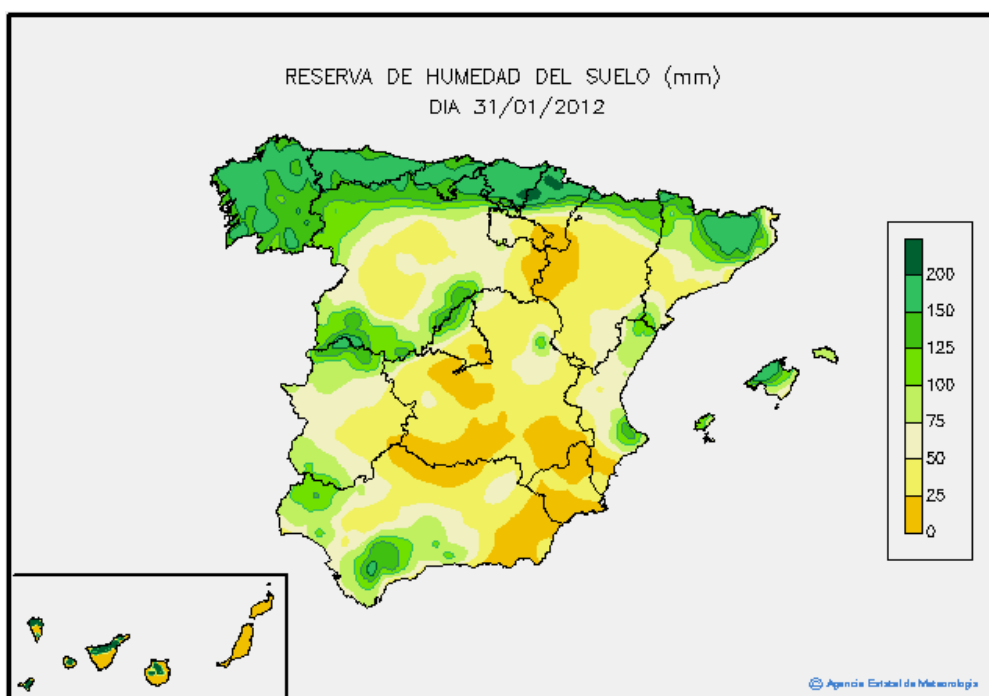 RESERVA DE HUMEDAD DEL SUELO (mm)
DIA 31/01/2012
200
150
125
100
75
50
25
0
© Agencia Estatal de Meteorología